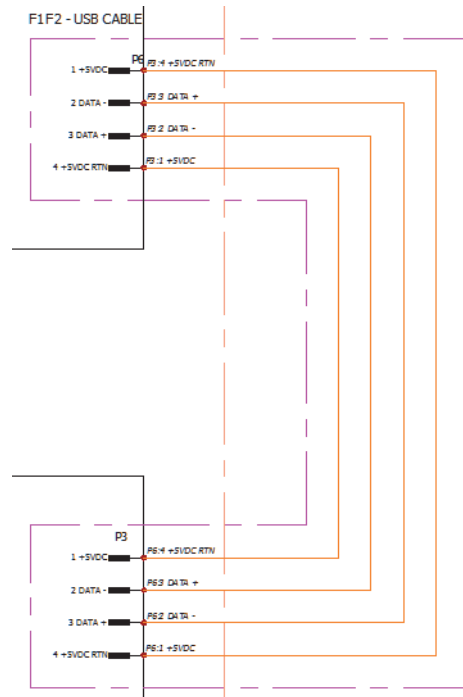 F1F2 - USB CABLE
P6
1 +5VDC
P3:4 +5VDC RTN
2 DATA -
P3:3 DATA +
3 DATA +
P3:2 DATA -
4 +5VDC RTN
P3:1 +5VDC
P3
1 +5VDC
P6:4 +5VDC RTN
2 DATA -
P6:3 DATA +
3 DATA +
P6:2 DATA -
4 +5VDC RTN
P6:1 +5VDC